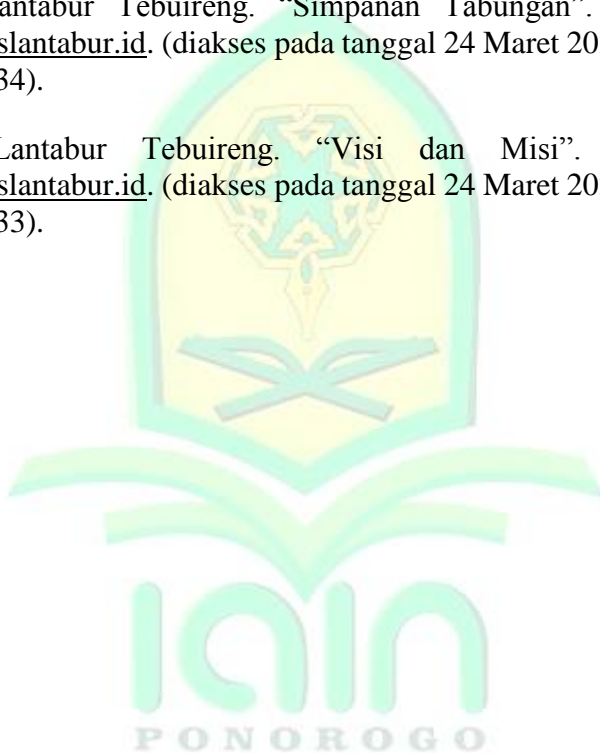 antabur Tebuireng. “Simpanan Tabungan”.
slantabur.id. (diakses pada tanggal 24 Maret 20
34).
Lantabur Tebuireng. “Visi dan Misi”.
slantabur.id. (diakses pada tanggal 24 Maret 20
33).
iain
PONOROGO